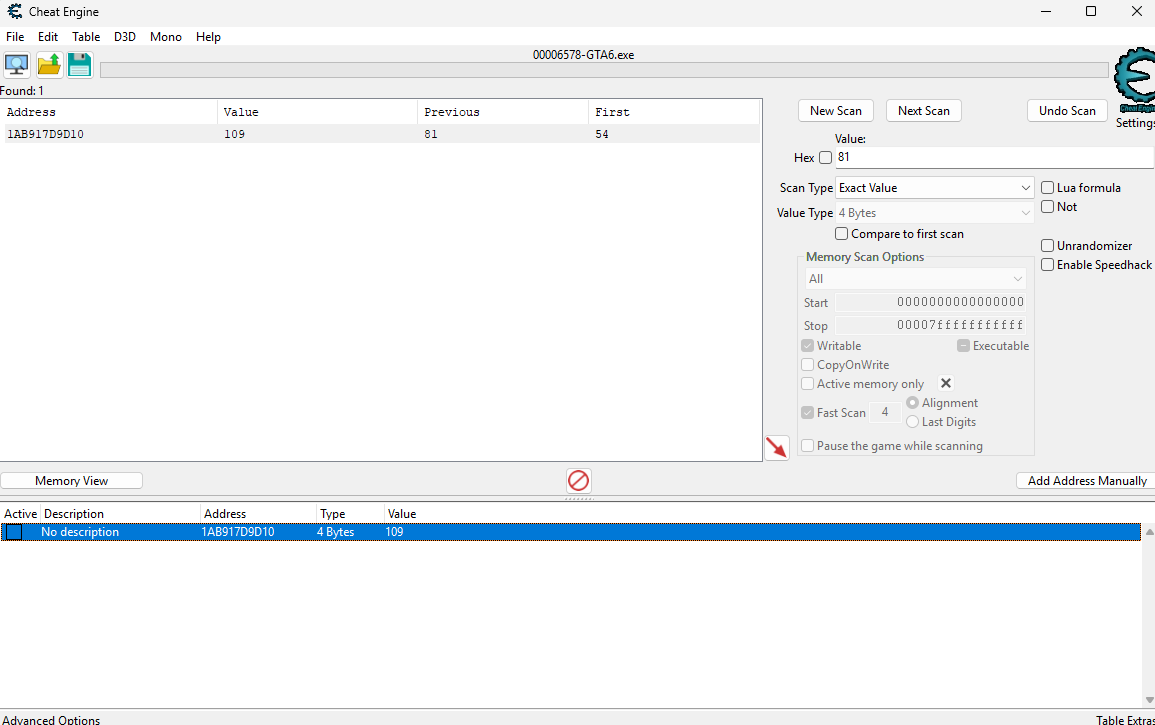 Cheat Engine
File Edit Table D3D Mono Help
00006578-GTA6.exe
Found: 1
Address Value Previous First
1AB917D9D10 109 81 54
New Scan Next Scan Undo Scan
Cheat Engine
Settings
Value:
Hex 81
Scan Type Exact Value
Lua formula
Value Type 4 Bytes
Not
Compare to first scan
Unrandomizer
Memory Scan Options
Enable Speedhack
All
Start 0000000000000000
Stop 00007fffffffffff
Writable Executable
CopyOnWrite
Active memory only
Fast Scan 4 Alignment
Last Digits
Pause the game while scanning
Memory View Add Address Manually
Active Description Address Type Value
No description 1AB917D9D10 4 Bytes 109
Advanced Options Table Extras